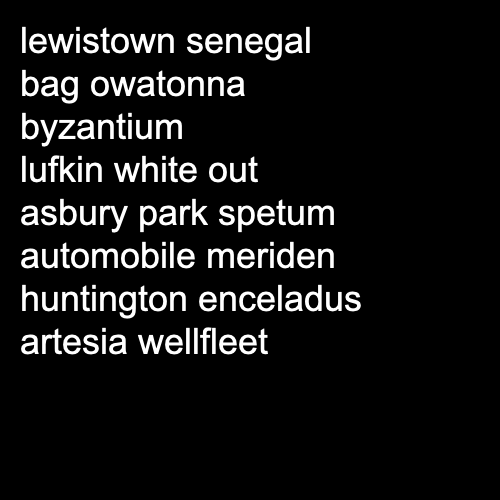 lewistown senegal
bag owatonna
byzantium
lufkin white out
asbury park spetum
automobile meriden
huntington enceladus
artesia wellfleet